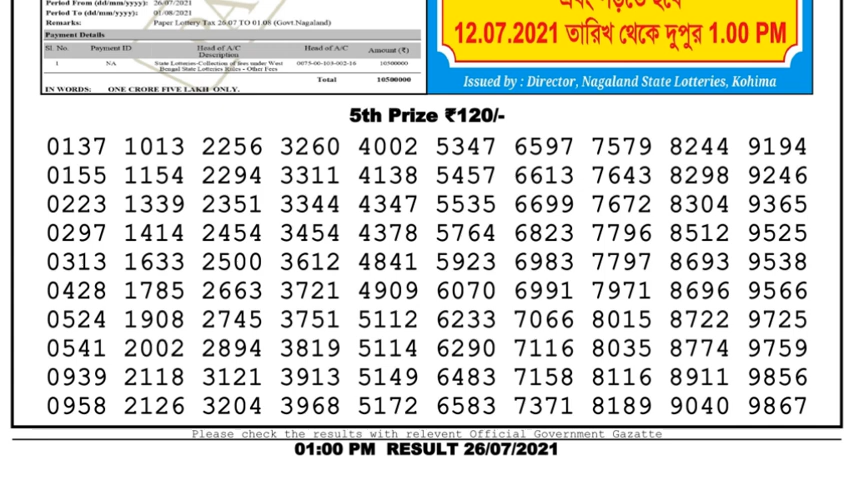 Period From (dd/mm/yyyy): 26/07/2021
Period To (dd/mm/yyyy): 01/08/2021
Remarks: Paper Lottery Tax 26.07 TO 01.08 (Govt.Nagaland)
Payment Details
Sl. No. Payment ID Head of A/C Description Head of A/C Amount (₹)
1 NA State Lotteries-Collection of fees under West Bengal State Lotteries Rules - Other Fees 0075-00-103-002-16 10500000
Total 10500000
IN WORDS: ONE CRORE FIVE LAKH ONLY.
এবং পড়তে হবে
12.07.2021 তারিখ থেকে দুপুর 1.00 PM
Issued by : Director, Nagaland State Lotteries, Kohima
5th Prize ₹120/-
0137 1013 2256 3260 4002 5347 6597 7579 8244 9194
0155 1154 2294 3311 4138 5457 6613 7643 8298 9246
0223 1339 2351 3344 4347 5535 6699 7672 8304 9365
0297 1414 2454 3454 4378 5764 6823 7796 8512 9525
0313 1633 2500 3612 4841 5923 6983 7797 8693 9538
0428 1785 2663 3721 4909 6070 6991 7971 8696 9566
0524 1908 2745 3751 5112 6233 7066 8015 8722 9725
0541 2002 2894 3819 5114 6290 7116 8035 8774 9759
0939 2118 3121 3913 5149 6483 7158 8116 8911 9856
0958 2126 3204 3968 5172 6583 7371 8189 9040 9867
Please check the results with relevent Official Government Gazatte
01:00 PM RESULT 26/07/2021